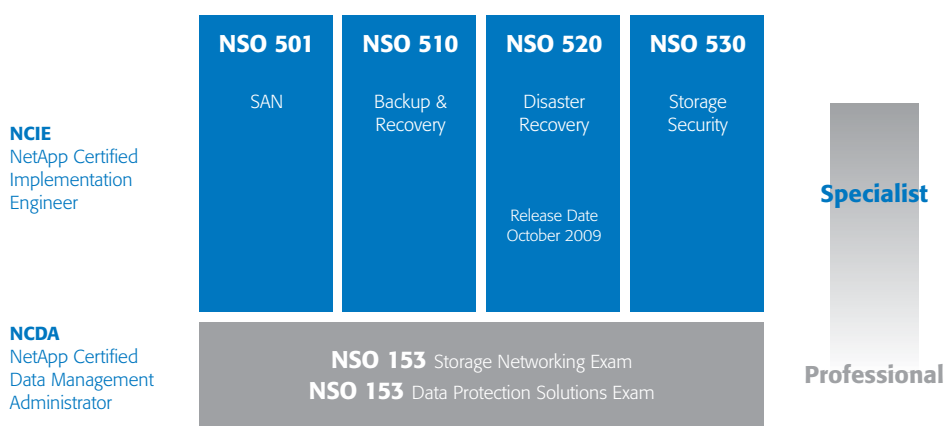 NSO 501
SAN
NSO 510
Backup &
Recovery
NSO 520
Disaster
Recovery
Release Date
October 2009
NSO 530
Storage
Security
NCIE
NetApp Certified
Implementation
Engineer
Specialist
NCDA
NetApp Certified
Data Management
Administrator
NSO 153 Storage Networking Exam
NSO 153 Data Protection Solutions Exam
Professional